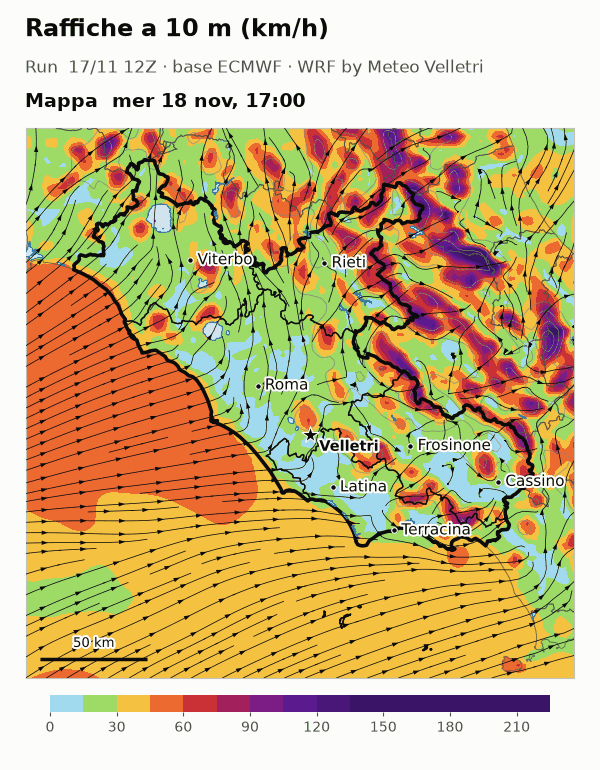 Raffiche a 10 m (km/h)
Run  17/11 12Z · base ECMWF · WRF by Meteo Velletri
Mappa  mer 18 nov, 17:00
Viterbo
Rieti
Roma
Velletri
Frosinone
Latina
Cassino
Terracina
50 km
0 30 60 90 120 150 180 210